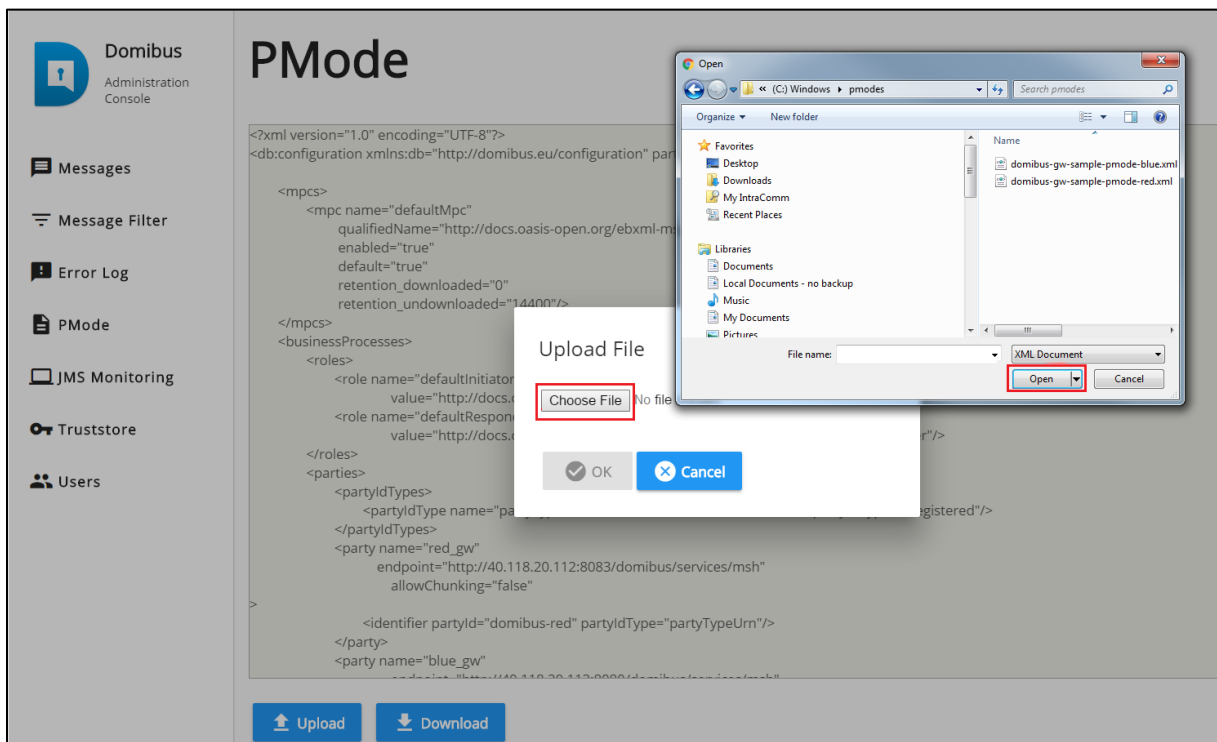 Domibus
Administration
Console
Messages
Message Filter
Error Log
PMode
JMS Monitoring
Truststore
Users
PMode
<?xml version="1.0" encoding="UTF-8"?>
<db:configuration xmlns:db="http://domibus.eu/configuration"
<mpcs>
<mpc name="defaultMpc"
qualifiedName="http://docs.oasis-open.org/ebxml-
enabled="true"
default="true"
retention_downloaded="0"
retention_undownloaded="14400"/>
</mpcs>
<businessProcesses>
<roles>
<role name="defaultInitiator
value="http://docs.
<role name="defaultRespon
value="http://docs. r"/>
</roles>
<parties>
<partyIdTypes>
<partyIdType name="pa egistered"/>
</partyIdTypes>
<party name="red_gw"
endpoint="http://40.118.20.112:8083/domibus/services/msh"
allowChunking="false"
>
<identifier partyId="domibus-red" partyIdType="partyTypeUrn"/>
</party>
<party name="blue_gw"
Upload
Download
Upload File
Choose File No file
OK
Cancel
Open
x
« (C:) Windows ▸ pmodes
Search pmodes
Organize ▾ New folder
Favorites
Desktop
Downloads
My IntraComm
Recent Places
Libraries
Documents
Local Documents - no backup
Music
My Documents
Pictures
Name
domibus-gw-sample-pmode-blue.xml
domibus-gw-sample-pmode-red.xml
File name:
XML Document
Open
Cancel